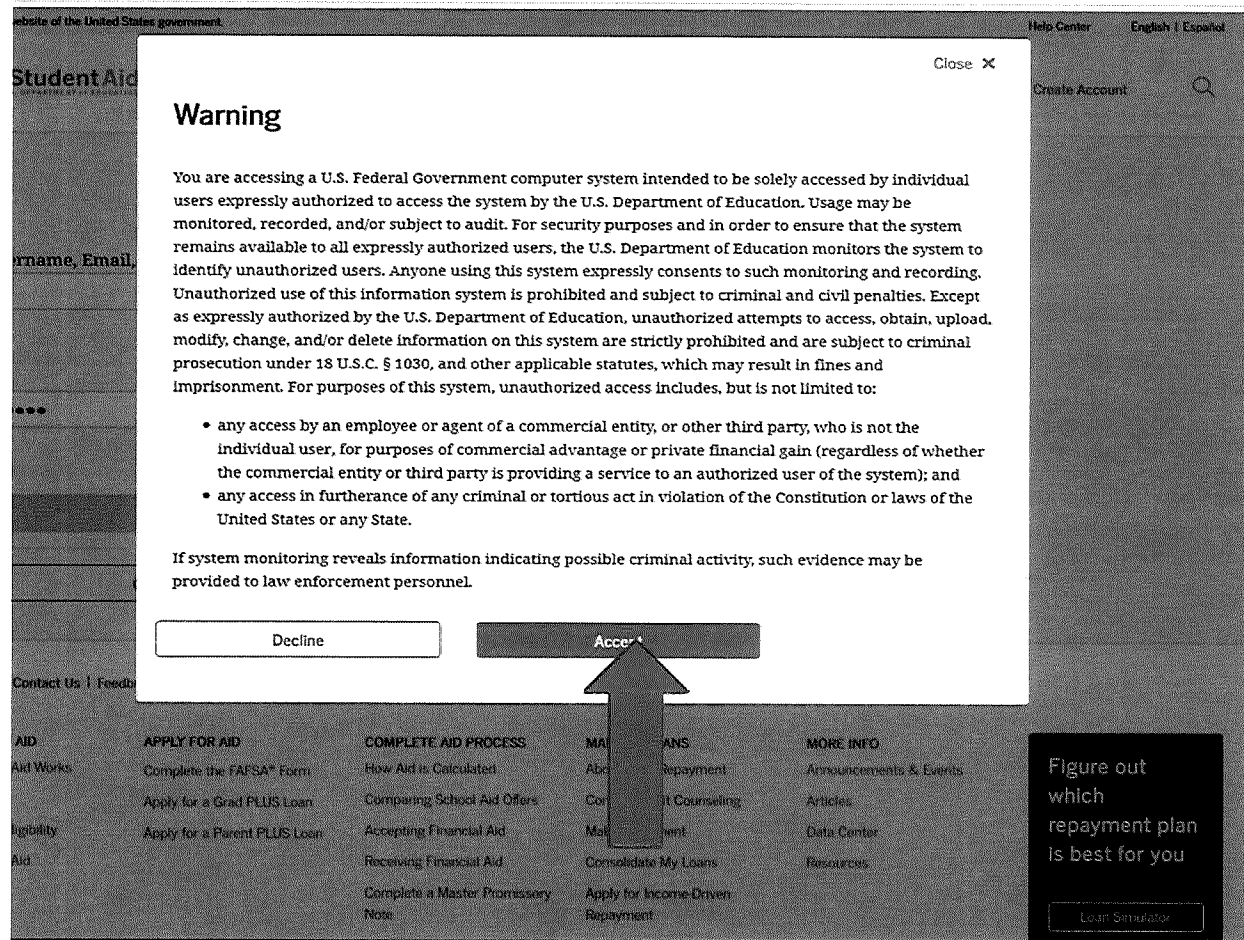 ebsite of the United States government.
Help Center English | Español
StudentAid
Create Account
Close ✕
Warning
You are accessing a U.S. Federal Government computer system intended to be solely accessed by individual
users expressly authorized to access the system by the U.S. Department of Education. Usage may be
monitored, recorded, and/or subject to audit. For security purposes and in order to ensure that the system
remains available to all expressly authorized users, the U.S. Department of Education monitors the system to
identify unauthorized users. Anyone using this system expressly consents to such monitoring and recording.
Unauthorized use of this information system is prohibited and subject to criminal and civil penalties. Except
as expressly authorized by the U.S. Department of Education, unauthorized attempts to access, obtain, upload,
modify, change, and/or delete information on this system are strictly prohibited and are subject to criminal
prosecution under 18 U.S.C. § 1030, and other applicable statutes, which may result in fines and
imprisonment. For purposes of this system, unauthorized access includes, but is not limited to:
• any access by an employee or agent of a commercial entity, or other third party, who is not the
individual user, for purposes of commercial advantage or private financial gain (regardless of whether
the commercial entity or third party is providing a service to an authorized user of the system); and
• any access in furtherance of any criminal or tortious act in violation of the Constitution or laws of the
United States or any State.
If system monitoring reveals information indicating possible criminal activity, such evidence may be
provided to law enforcement personnel.
Decline
Accept
rname, Email,
Contact Us | Feedb
AID
Aid Works
ligibility
Aid
APPLY FOR AID
Complete the FAFSA® Form
Apply for a Grad PLUS Loan
Apply for a Parent PLUS Loan
COMPLETE AID PROCESS
How Aid is Calculated
Comparing School Aid Offers
Accepting Financial Aid
Receiving Financial Aid
Complete a Master Promissory
Note
MA ANS
Abo Repayment
Co t Counseling
Ma ment
Consolidate My Loans
Apply for Income-Driven
Repayment
MORE INFO
Announcements & Events
Articles
Data Center
Resources
Figure out
which
repayment plan
is best for you
Loan Simulator